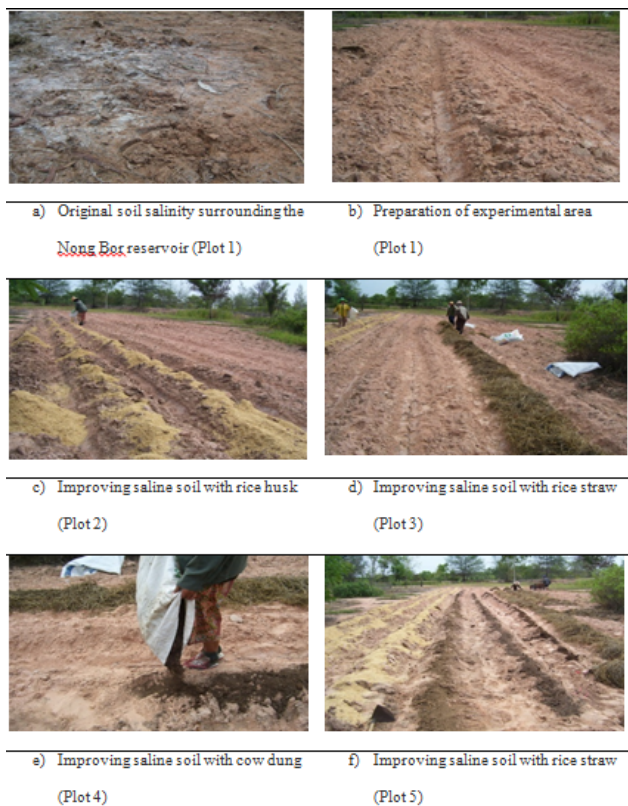 a) Original soil salinity surrounding the
Nong Bor reservoir (Plot 1)
b) Preparation of experimental area
(Plot 1)
c) Improving saline soil with rice husk
(Plot 2)
d) Improving saline soil with rice straw
(Plot 3)
e) Improving saline soil with cow dung
(Plot 4)
f) Improving saline soil with rice straw
(Plot 5)